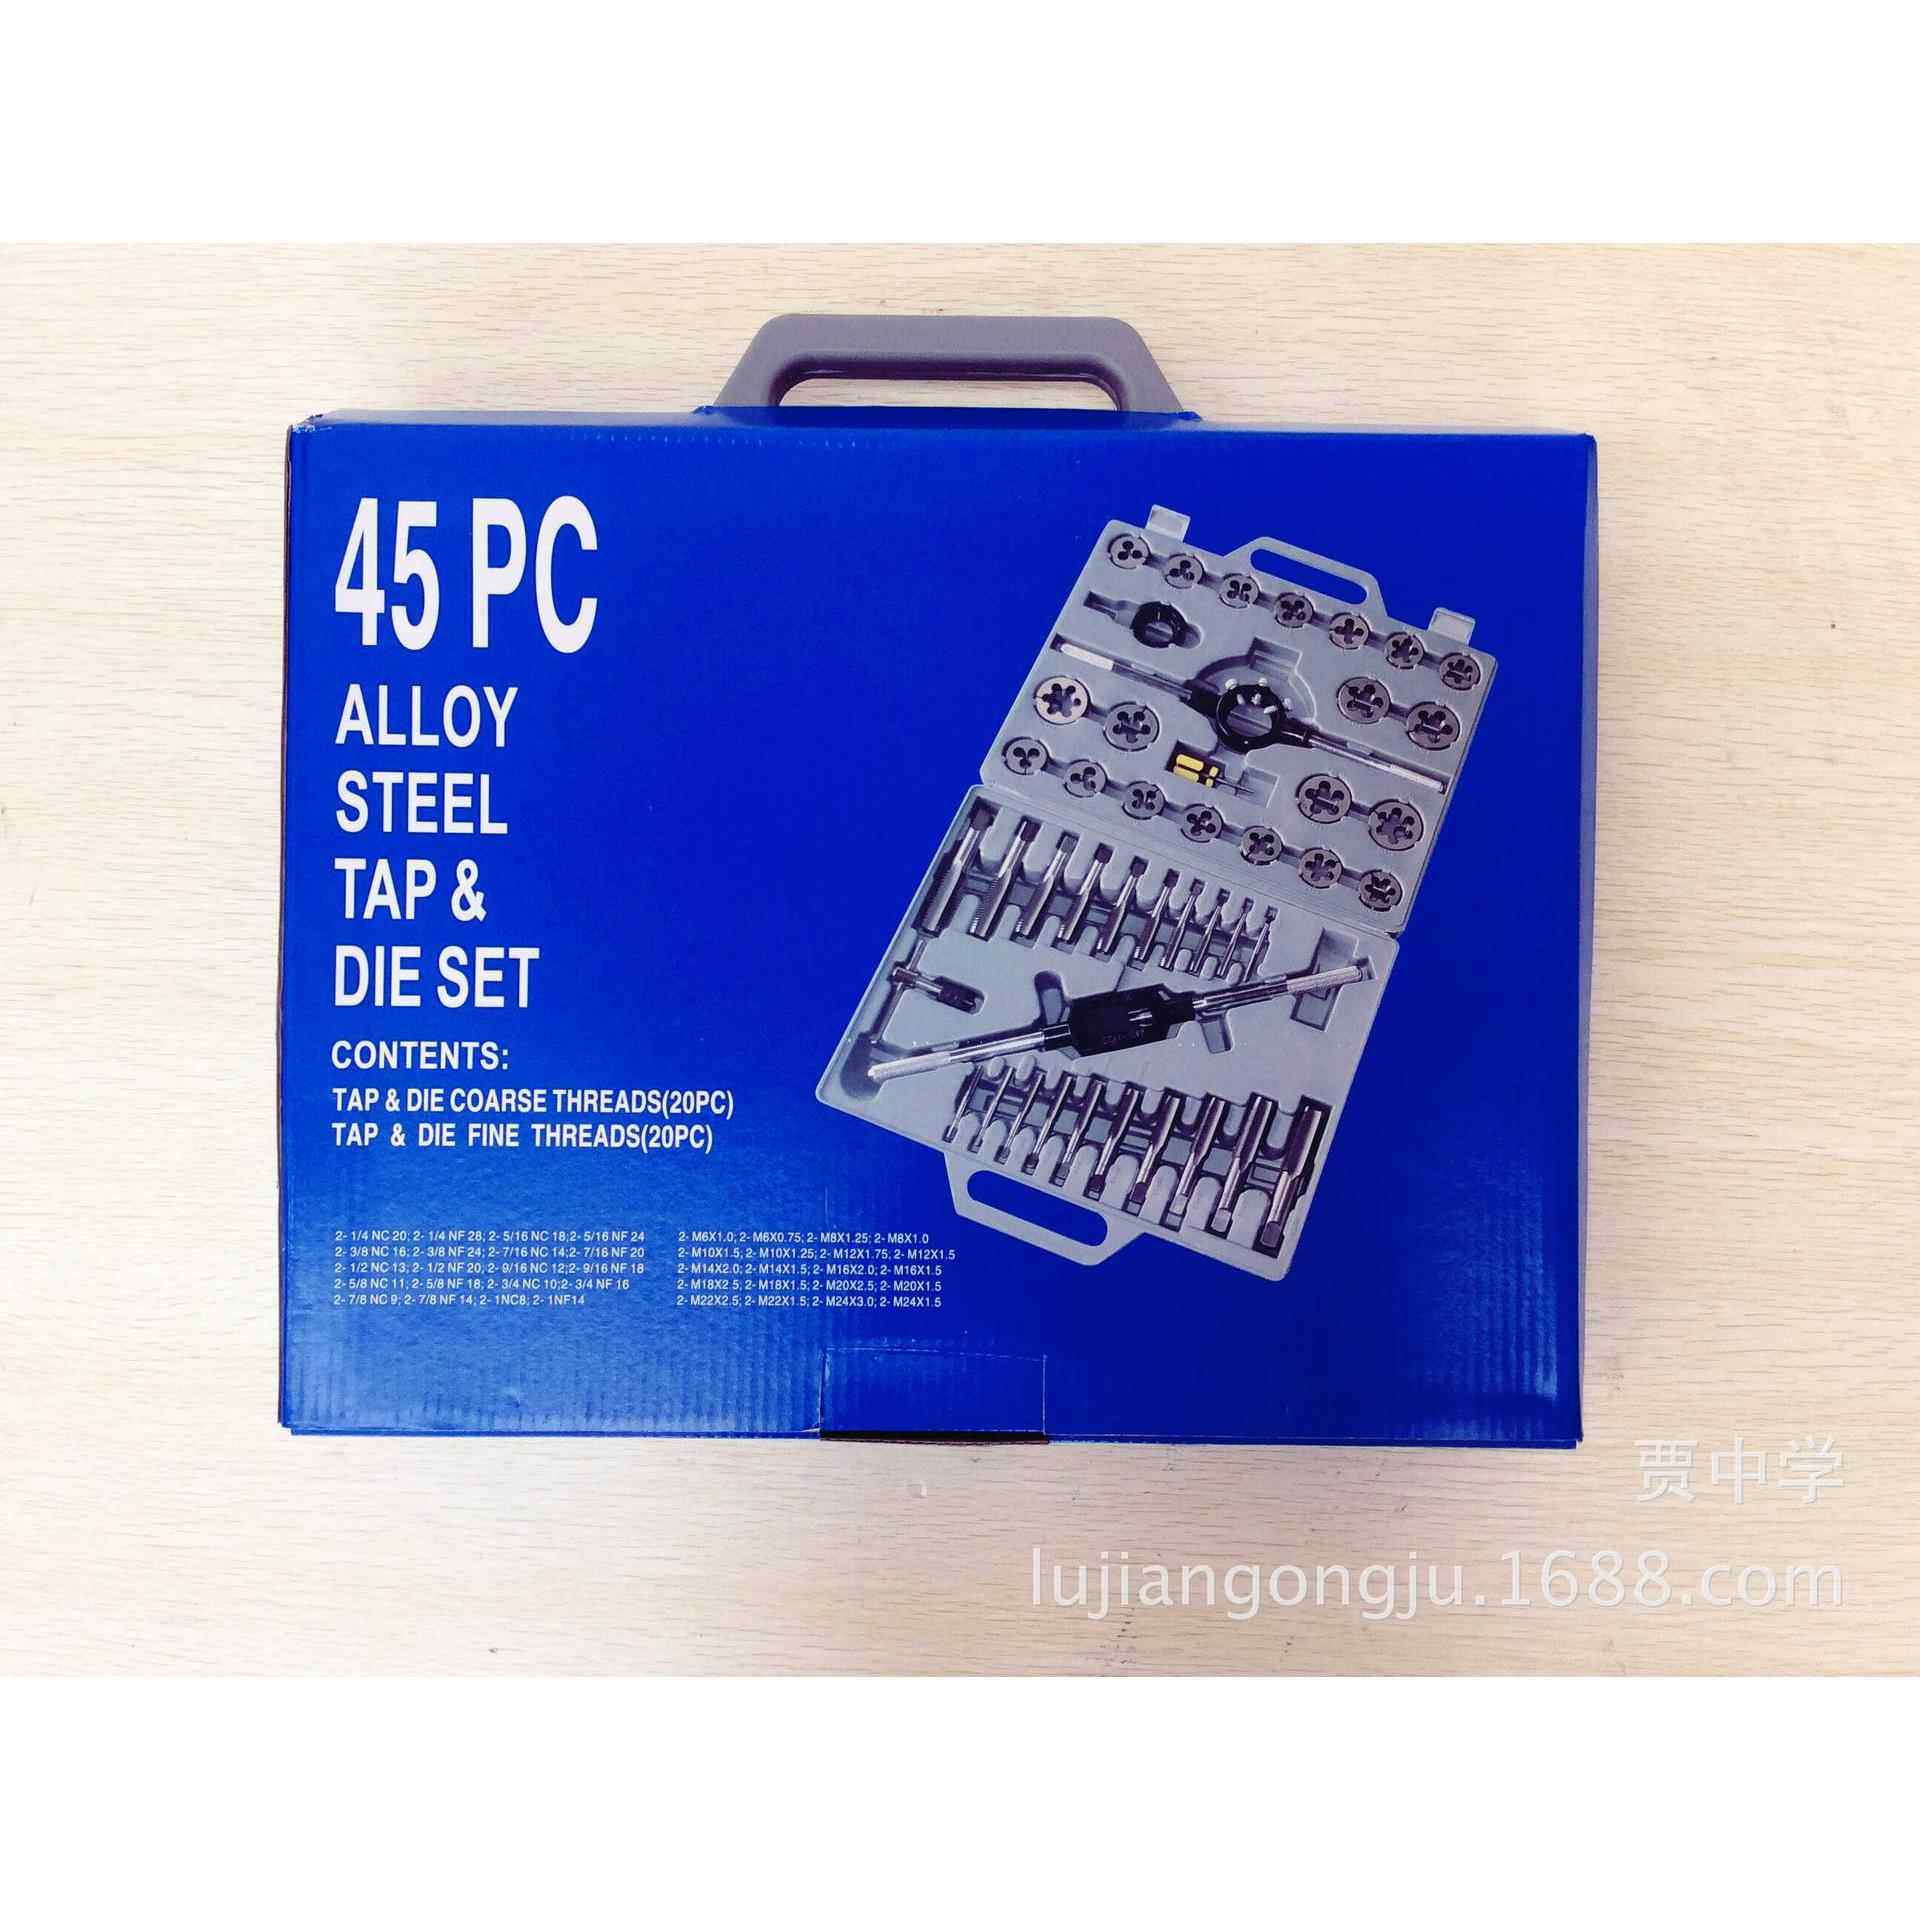 45 PC
ALLOY
STEEL
TAP &
DIE SET
CONTENTS:
TAP & DIE COARSE THREADS(20PC)
TAP & DIE FINE THREADS(20PC)
2- 1/4 NC 20; 2- 1/4 NF 28; 2- 5/16 NC 18;2- 5/16 NF 24
2- 3/8 NC 16; 2- 3/8 NF 24; 2- 7/16 NC 14;2- 7/16 NF 20
2- 1/2 NC 13; 2- 1/2 NF 20; 2- 9/16 NC 12;2- 9/16 NF 18
2- 5/8 NC 11; 2- 5/8 NF 18; 2- 3/4 NC 10;2- 3/4 NF 16
2- 7/8 NC 9; 2- 7/8 NF 14; 2- 1NC8; 2- 1NF14
2- M6X1.0; 2- M6X0.75; 2- M8X1.25; 2- M8X1.0
2- M10X1.5, 2- M10X1.25; 2- M12X1.75, 2- M12X1.5
2- M14X2.0; 2- M14X1.5; 2- M16X2.0; 2- M16X1.5
2- M18X2.5; 2- M18X1.5; 2- M20X2.5; 2- M20X1.5
2- M22X2.5; 2- M22X1.5; 2- M24X3.0; 2- M24X1.5
贾中学
lujiangongju.1688.com